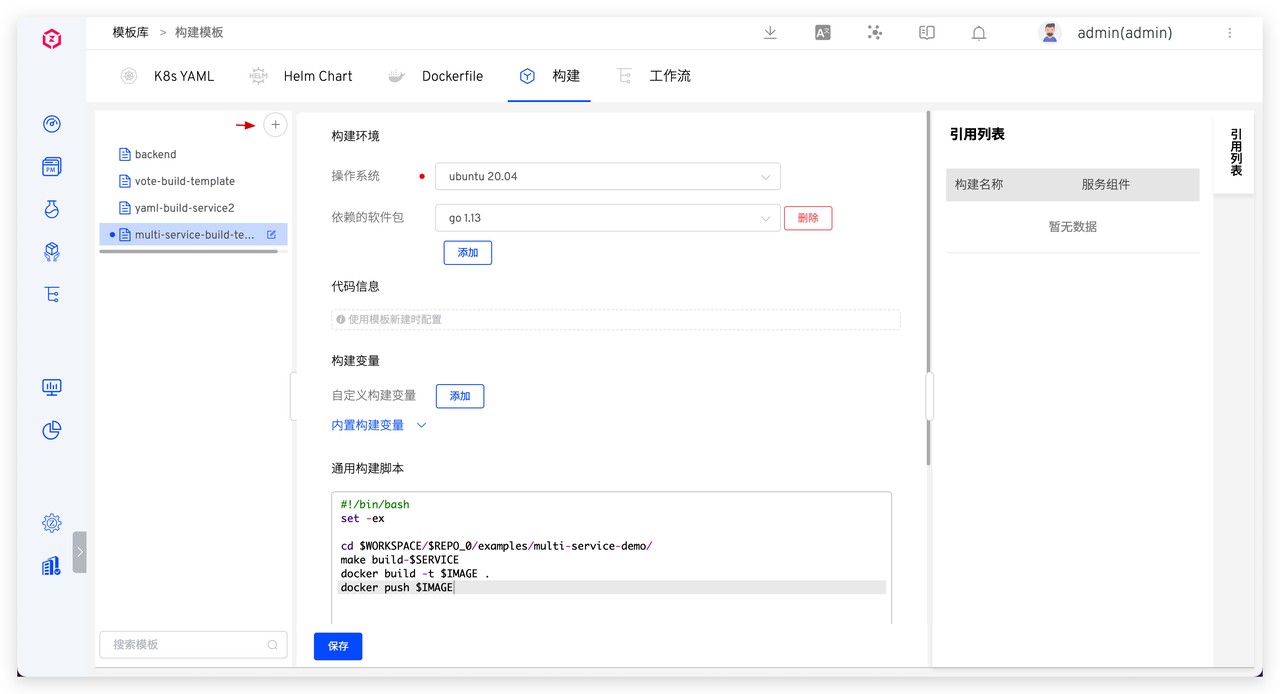 模板库 > 构建模板
admin(admin)
K8s YAML
Helm Chart
Dockerfile
构建
工作流
backend
vote-build-template
yaml-build-service2
multi-service-build-te...
搜索模板
构建环境
操作系统
ubuntu 20.04
依赖的软件包
go 1.13
删除
添加
代码信息
使用模板新建时配置
构建变量
自定义构建变量
添加
内置构建变量
通用构建脚本
#!/bin/bash
set -ex
cd $WORKSPACE/$REPO_0/examples/multi-service-demo/
make build-$SERVICE
docker build -t $IMAGE .
docker push $IMAGE
保存
引用列表
构建名称 服务组件
暂无数据
引用列表